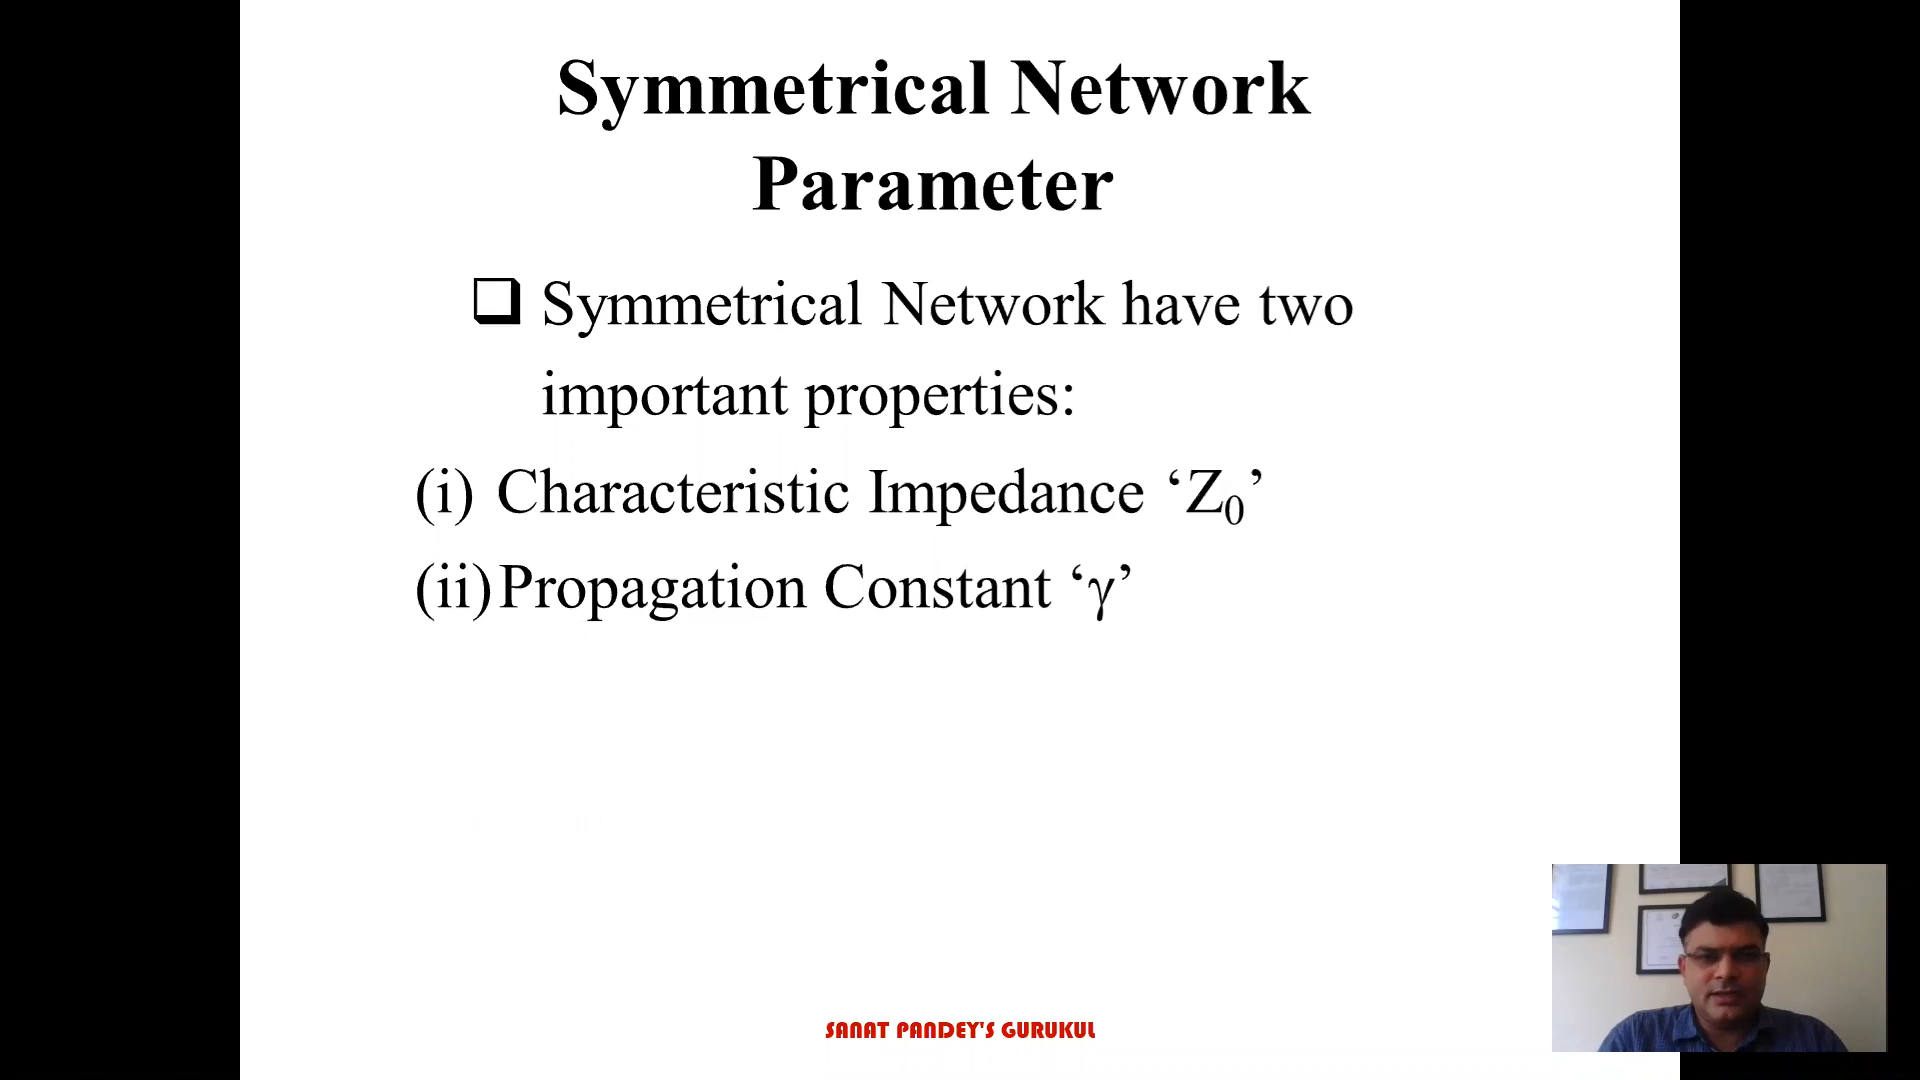 Symmetrical Network
Parameter
❑ Symmetrical Network have two
important properties:
(i) Characteristic Impedance ‘Z₀’
(ii) Propagation Constant ‘γ’
SANAT PANDEY'S GURUKUL